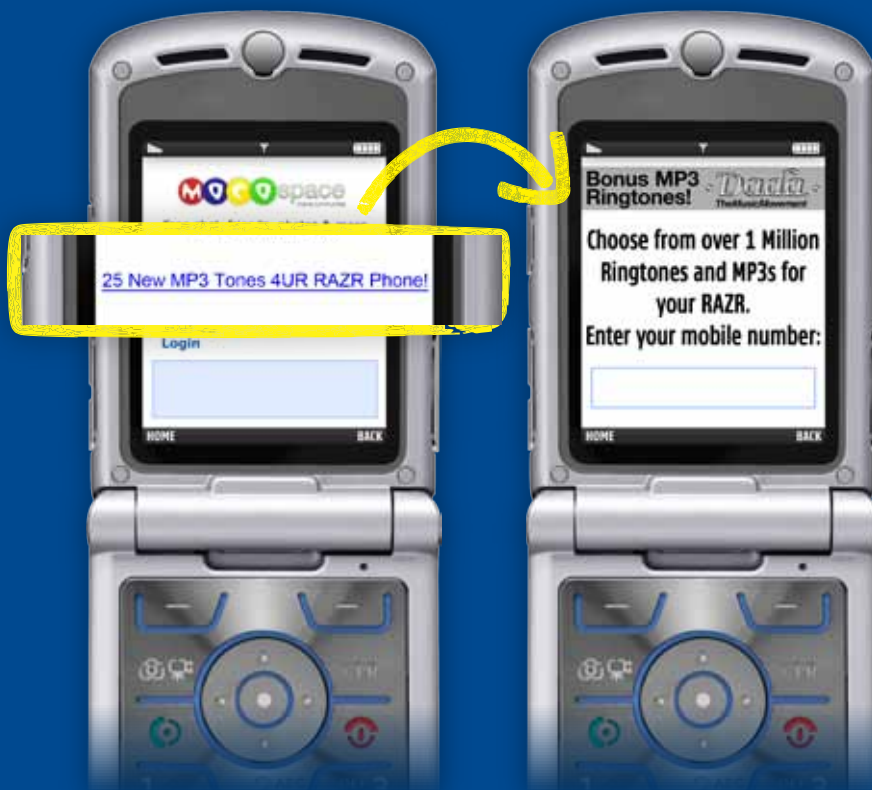 MOCOspace
25 New MP3 Tones 4UR RAZR Phone!
Login
HOME BACK
Bonus MP3
Ringtones!
Dada
TheMusicMovement
Choose from over 1 Million
Ringtones and MP3s for
your RAZR.
Enter your mobile number:
HOME BACK